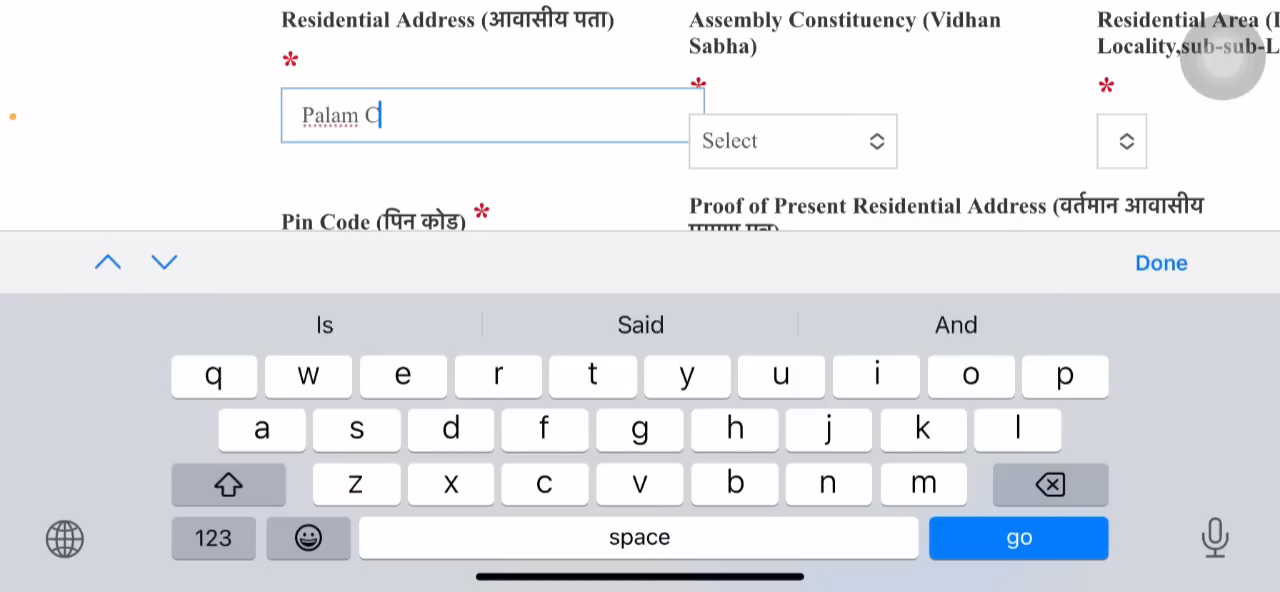 Residential Address (आवासीय पता)
*
Palam C
Assembly Constituency (Vidhan
Sabha)
*
Select
Residential Area (
Locality,sub-sub-L
*
Pin Code (पिन कोड) *
Proof of Present Residential Address (वर्तमान आवासीय
Done
Is Said And
q w e r t y u i o p
a s d f g h j k l
z x c v b n m
123 space go